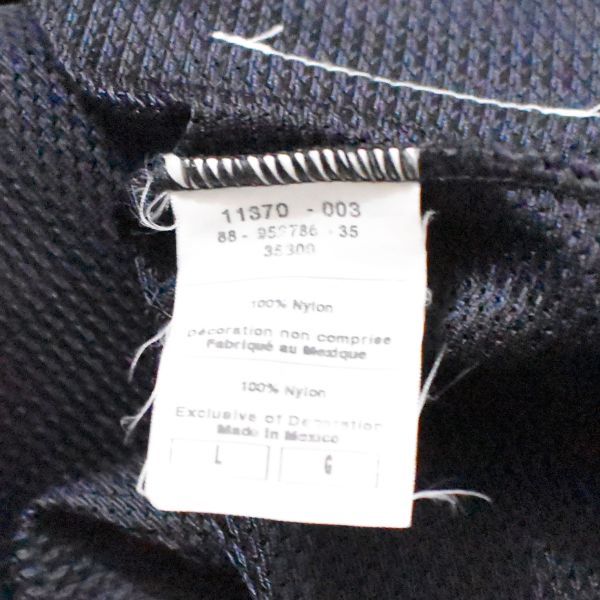 11370 - 003
88 - 952786 - 35
35300
100% Nylon
Décoration non comprise
Fabriqué au Mexique
100% Nylon
Exclusive of Decoration
Made in Mexico
L G